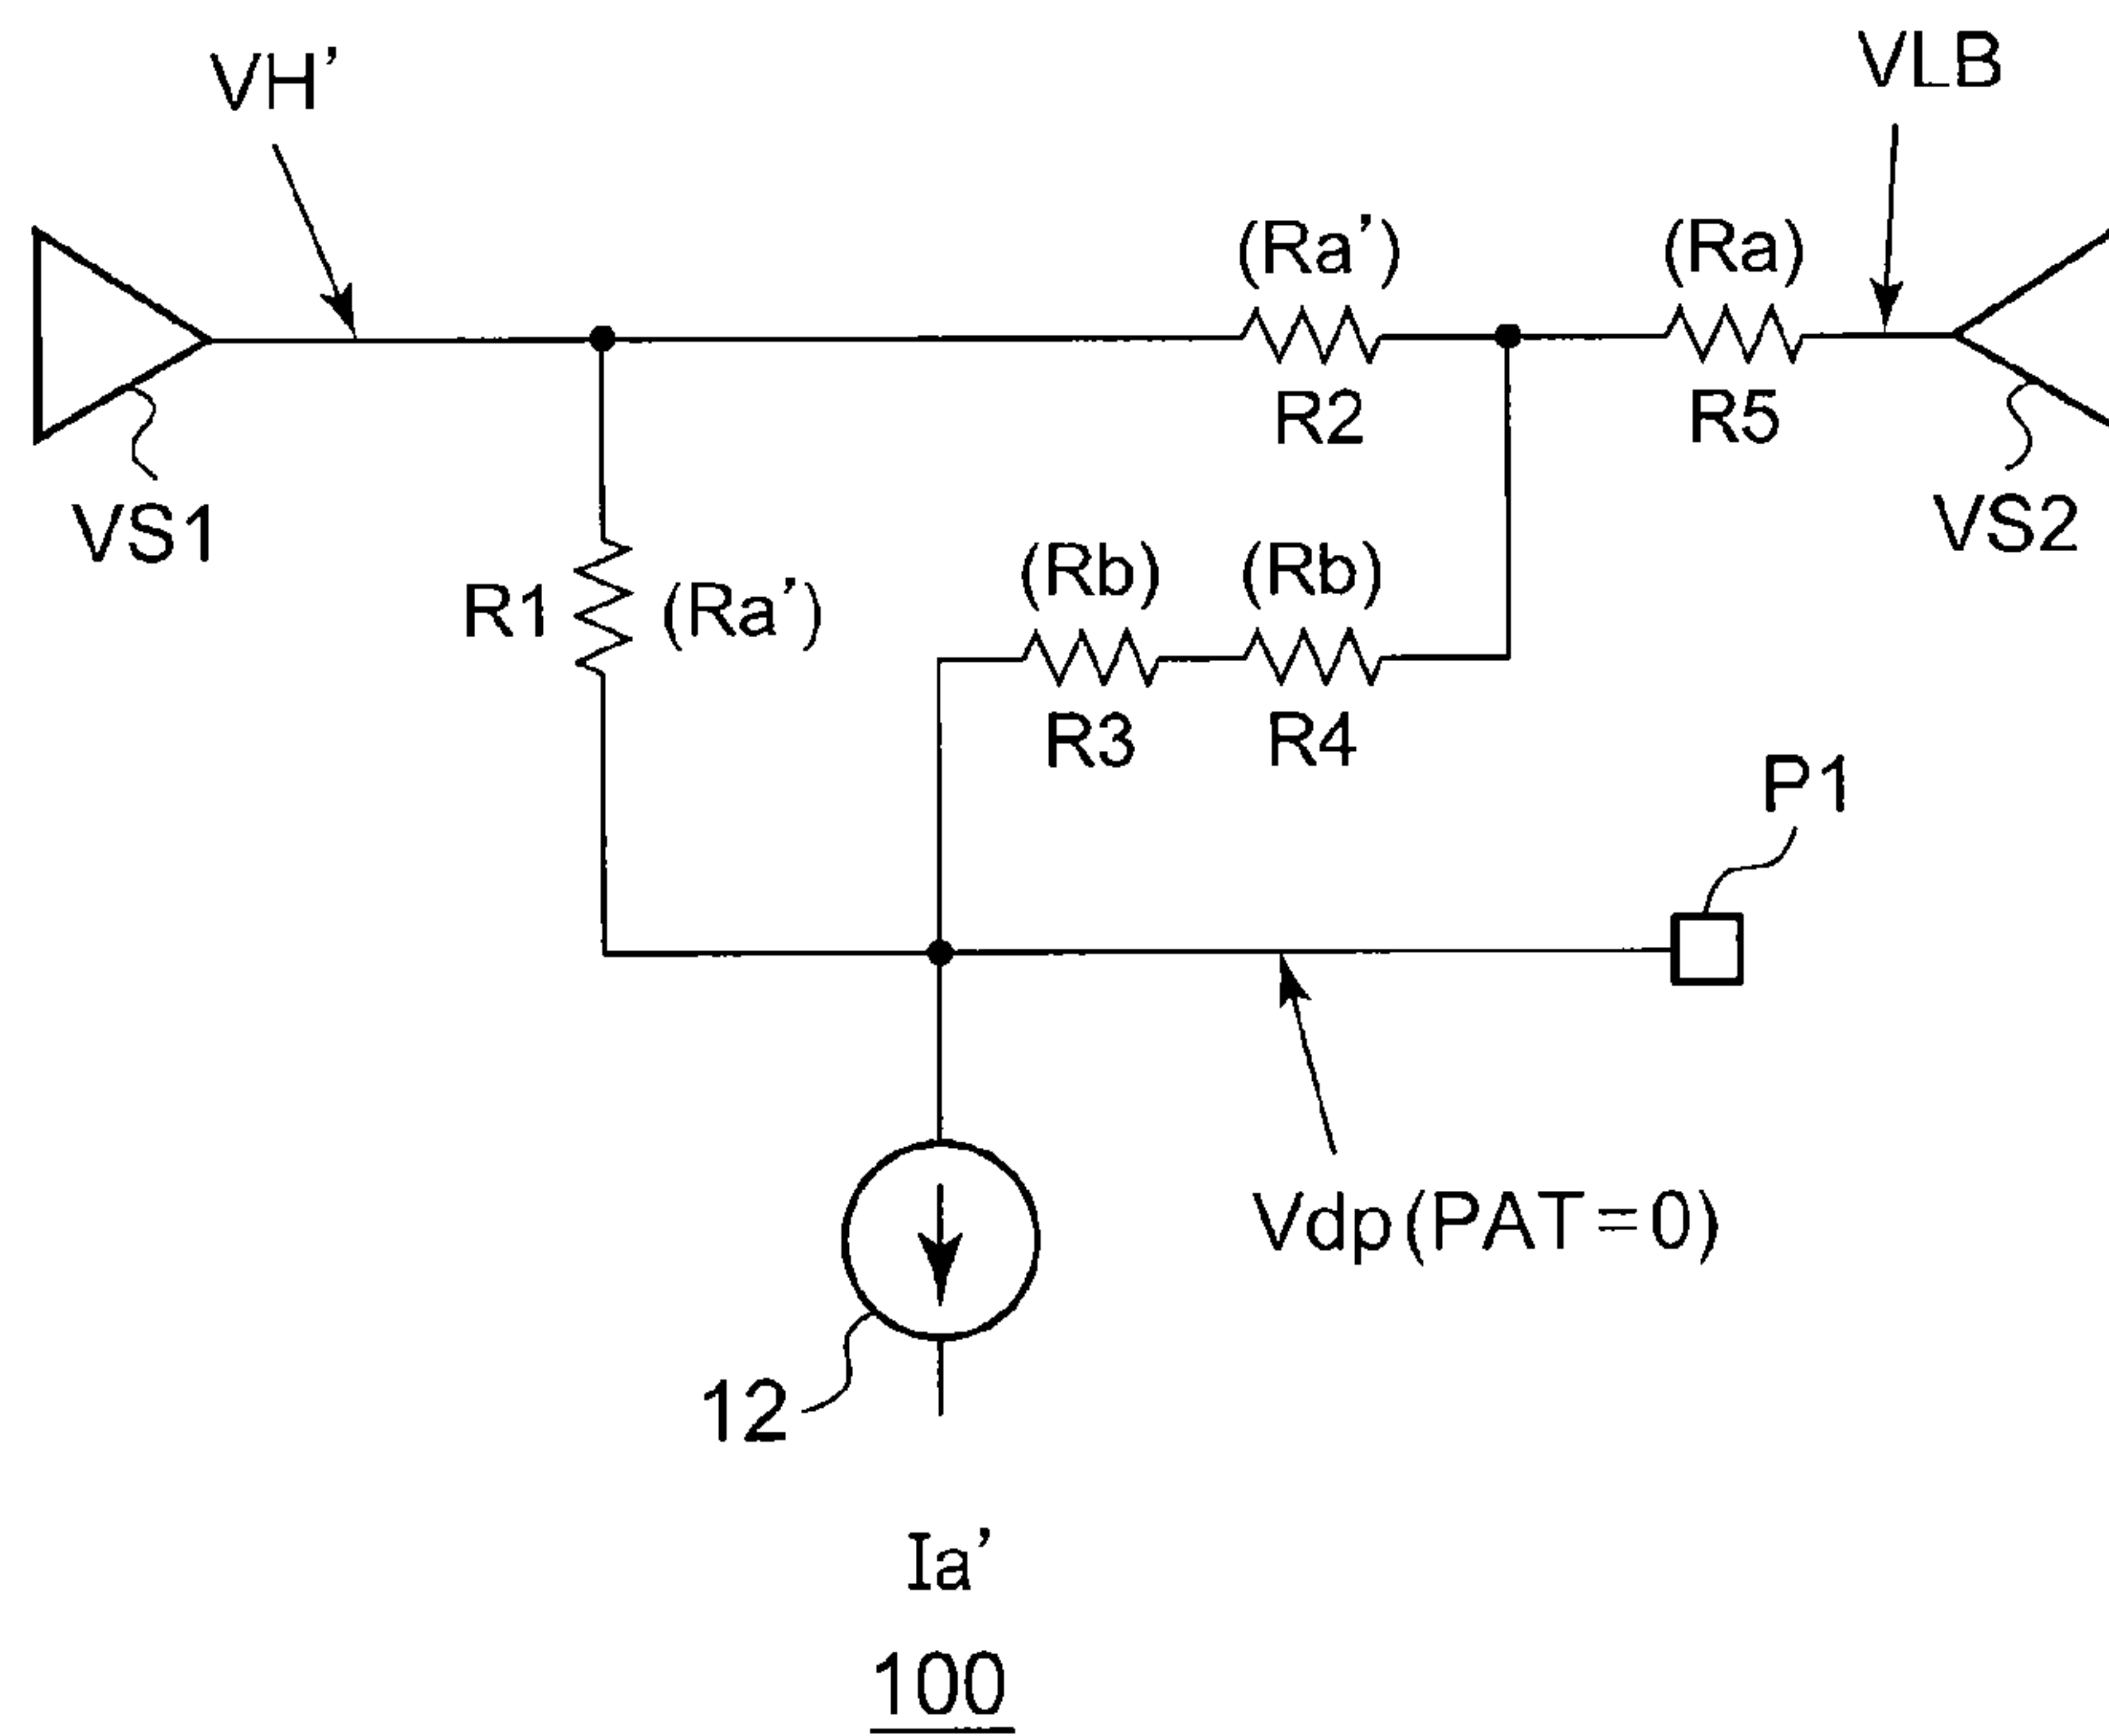 VH’
VLB
(Ra’)
(Ra)
R2
R5
VS1
VS2
R1
(Ra’)
(Rb)
(Rb)
R3
R4
P1
Vdp(PAT=0)
12
Ia’
100